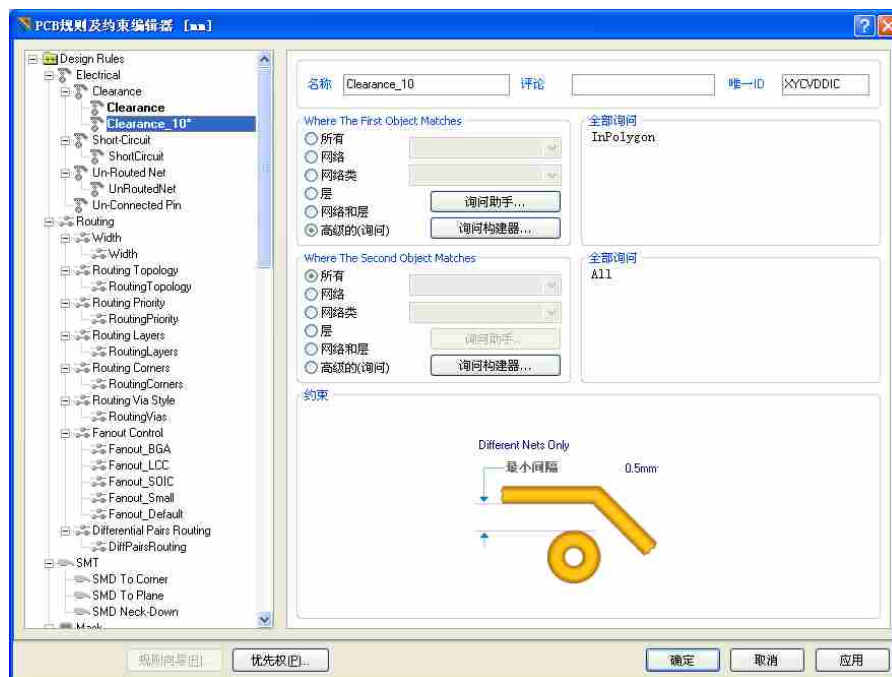 PCB规则及约束编辑器 [mm]
Design Rules
Electrical
Clearance
Clearance
Clearance_10*
Short-Circuit
ShortCircuit
Un-Routed Net
UnRoutedNet
Un-Connected Pin
Routing
Width
Width
Routing Topology
RoutingTopology
Routing Priority
RoutingPriority
Routing Layers
RoutingLayers
Routing Corners
RoutingCorners
Routing Via Style
RoutingVias
Fanout Control
Fanout_BGA
Fanout_LCC
Fanout_SOIC
Fanout_Small
Fanout_Default
Differential Pairs Routing
DiffPairsRouting
SMT
SMD To Corner
SMD To Plane
SMD Neck-Down
Mask
名称 Clearance_10 评论 唯一ID XYCVDDIC
Where The First Object Matches
所有
网络
网络类
层
网络和层
高级的(询问)
询问助手...
询问构建器...
全部询问
InPolygon
Where The Second Object Matches
所有
网络
网络类
层
网络和层
高级的(询问)
询问助手...
询问构建器...
全部询问
All
约束
Different Nets Only
最小间隔 0.5mm
规则向导(R)... 优先权(P)... 确定 取消 应用